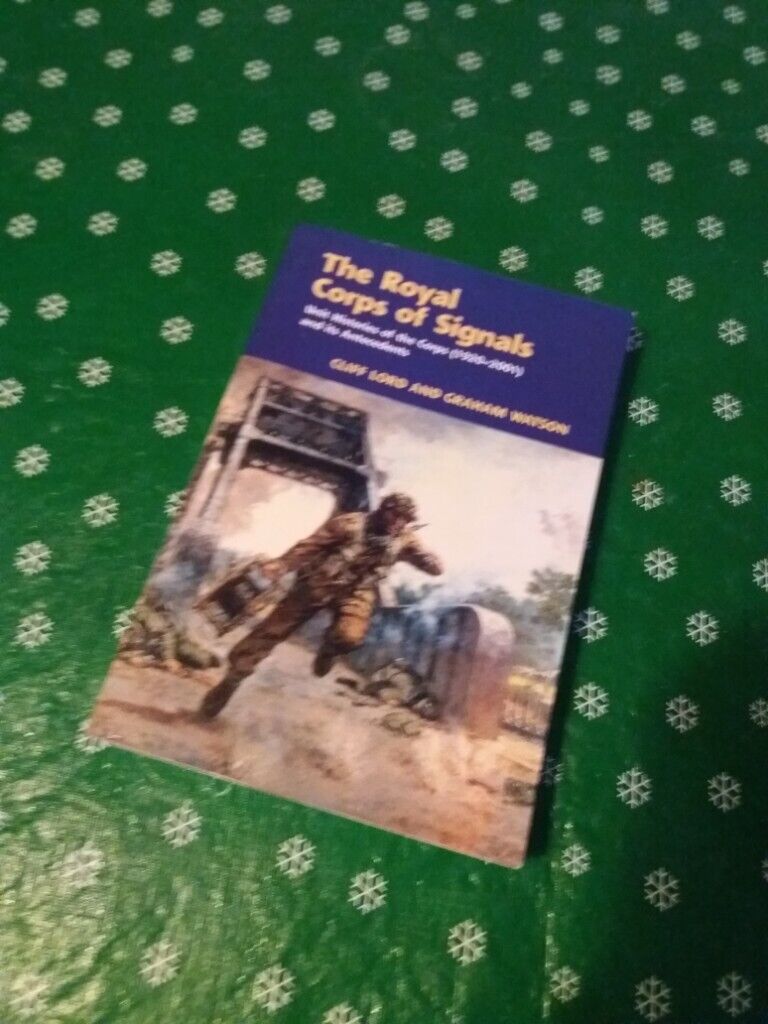 The Royal
Corps of Signals
Unit Histories of the Corps (1920-2001)
and its Antecedents
CLIFF LORD AND GRAHAM WATSON